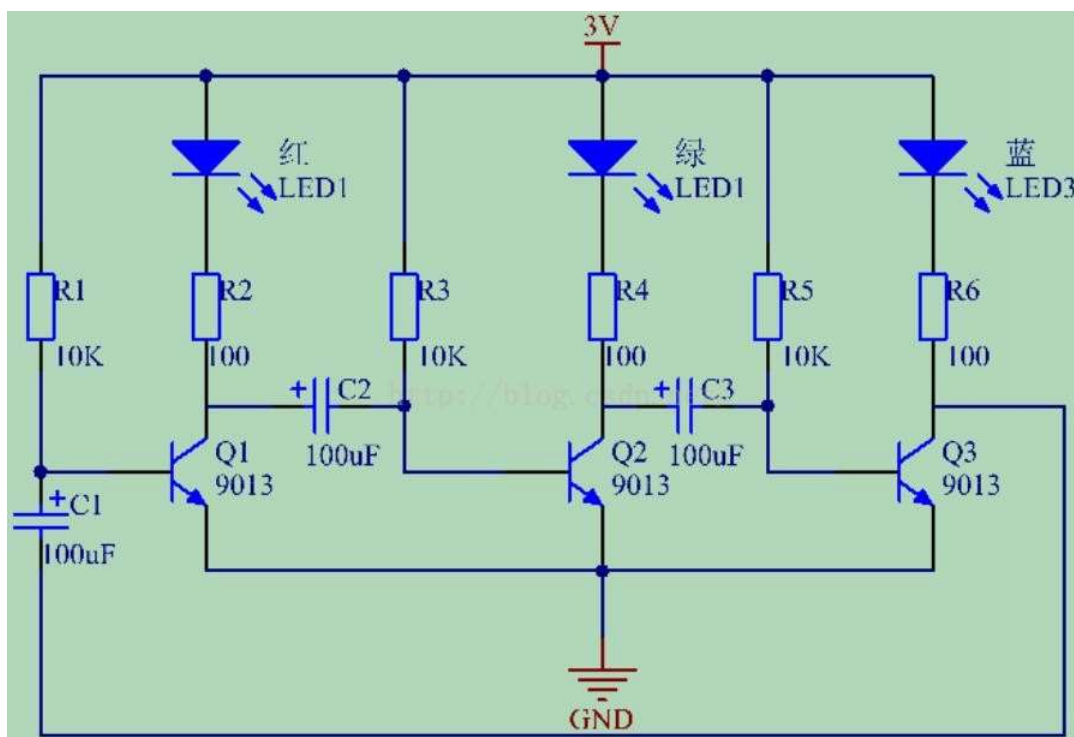 3V
红
LED1
绿
LED1
蓝
LED3
R1
10K
R2
100
R3
10K
R4
100
R5
10K
R6
100
+ C2
100uF
+ C3
100uF
Q1
9013
Q2
9013
Q3
9013
+ C1
100uF
GND